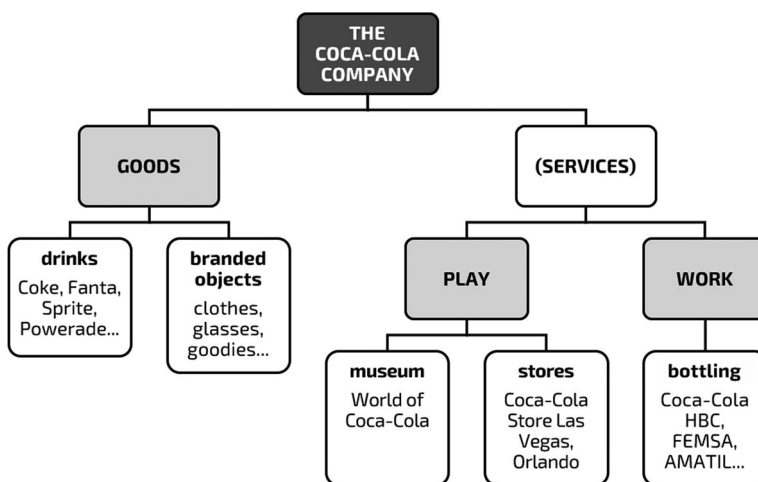 THE
COCA-COLA
COMPANY
GOODS
(SERVICES)
drinks
Coke, Fanta,
Sprite,
Powerade...
branded
objects
clothes,
glasses,
goodies...
PLAY
WORK
museum
World of
Coca-Cola
stores
Coca-Cola
Store Las
Vegas,
Orlando
bottling
Coca-Cola
HBC,
FEMSA,
AMATIL...